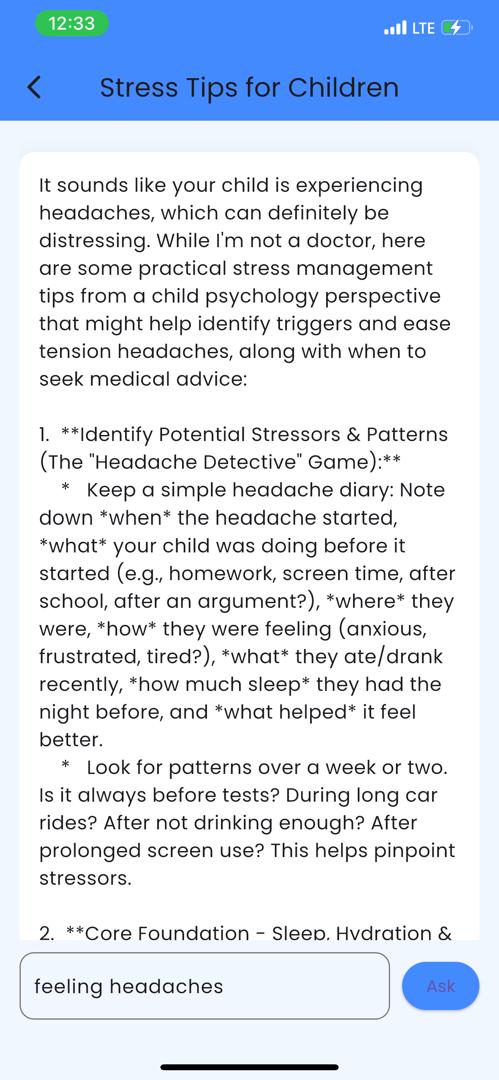 12:33
LTE
Stress Tips for Children
It sounds like your child is experiencing
headaches, which can definitely be
distressing. While I'm not a doctor, here
are some practical stress management
tips from a child psychology perspective
that might help identify triggers and ease
tension headaches, along with when to
seek medical advice:
1. **Identify Potential Stressors & Patterns
(The "Headache Detective" Game):**
* Keep a simple headache diary: Note
down *when* the headache started,
*what* your child was doing before it
started (e.g., homework, screen time, after
school, after an argument?), *where* they
were, *how* they were feeling (anxious,
frustrated, tired?), *what* they ate/drank
recently, *how much sleep* they had the
night before, and *what helped* it feel
better.
* Look for patterns over a week or two.
Is it always before tests? During long car
rides? After not drinking enough? After
prolonged screen use? This helps pinpoint
stressors.
2. **Core Foundation - Sleep, Hydration &
feeling headaches
Ask